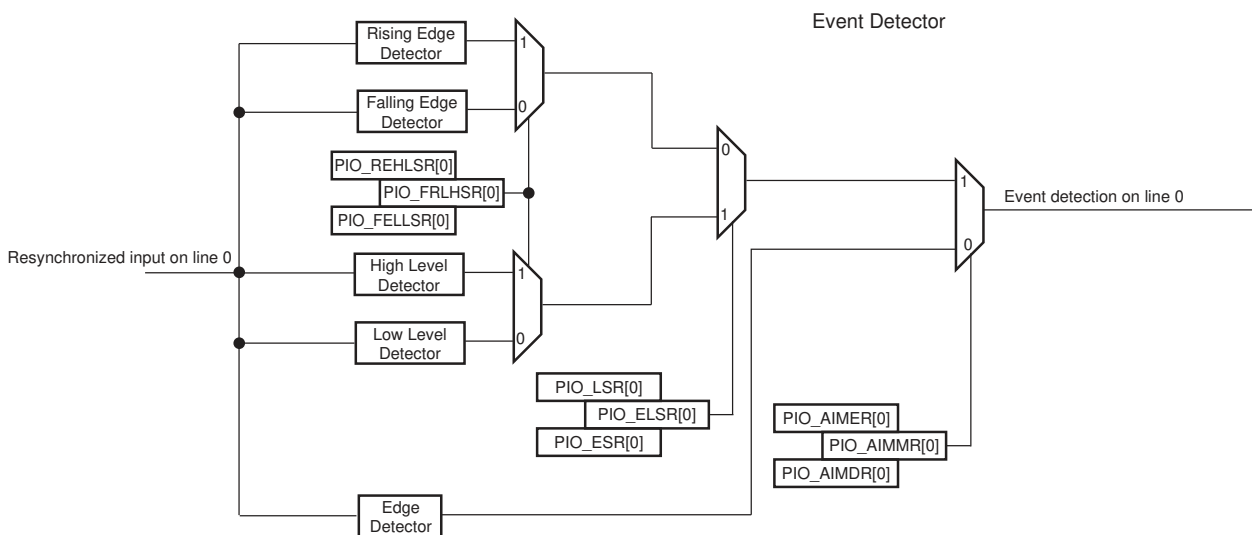 Event Detector
Rising Edge
Detector
1
Falling Edge
Detector
0
PIO_REHLSR[0]
PIO_FRLHSR[0]
PIO_FELLSR[0]
0
1
1
Event detection on line 0
0
Resynchronized input on line 0
High Level
Detector
1
Low Level
Detector
0
PIO_LSR[0]
PIO_ELSR[0]
PIO_ESR[0]
PIO_AIMER[0]
PIO_AIMMR[0]
PIO_AIMDR[0]
Edge
Detector